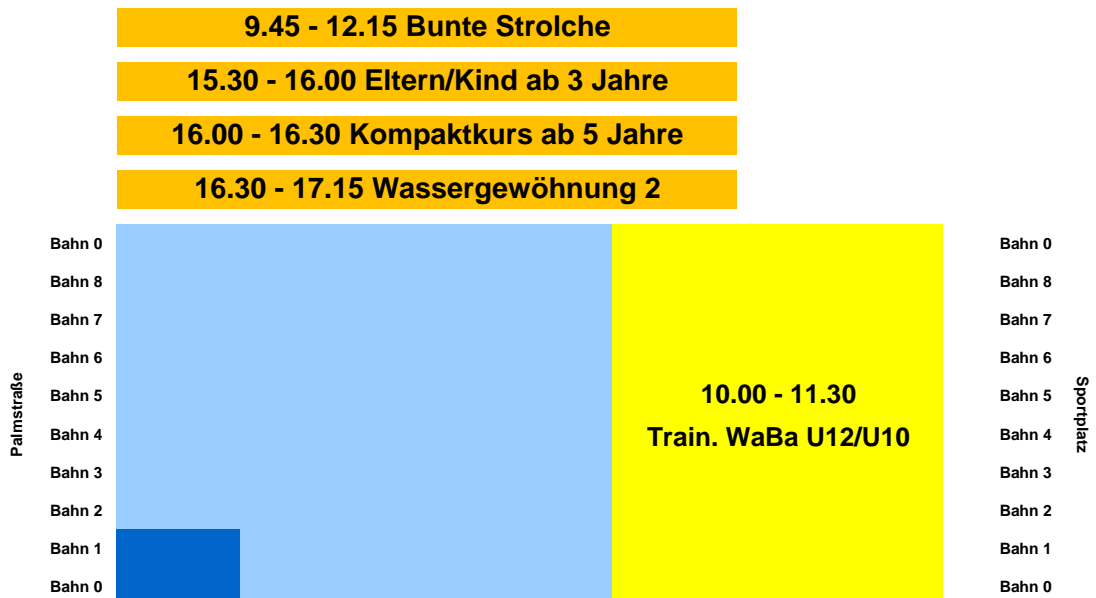 9.45 - 12.15 Bunte Strolche
15.30 - 16.00 Eltern/Kind ab 3 Jahre
16.00 - 16.30 Kompaktkurs ab 5 Jahre
16.30 - 17.15 Wassergewöhnung 2
Palmstraße
Bahn 0
Bahn 8
Bahn 7
Bahn 6
Bahn 5
Bahn 4
Bahn 3
Bahn 2
Bahn 1
Bahn 0
10.00 - 11.30
Train. WaBa U12/U10
Bahn 0
Bahn 8
Bahn 7
Bahn 6
Bahn 5
Bahn 4
Bahn 3
Bahn 2
Bahn 1
Bahn 0
Sportplatz